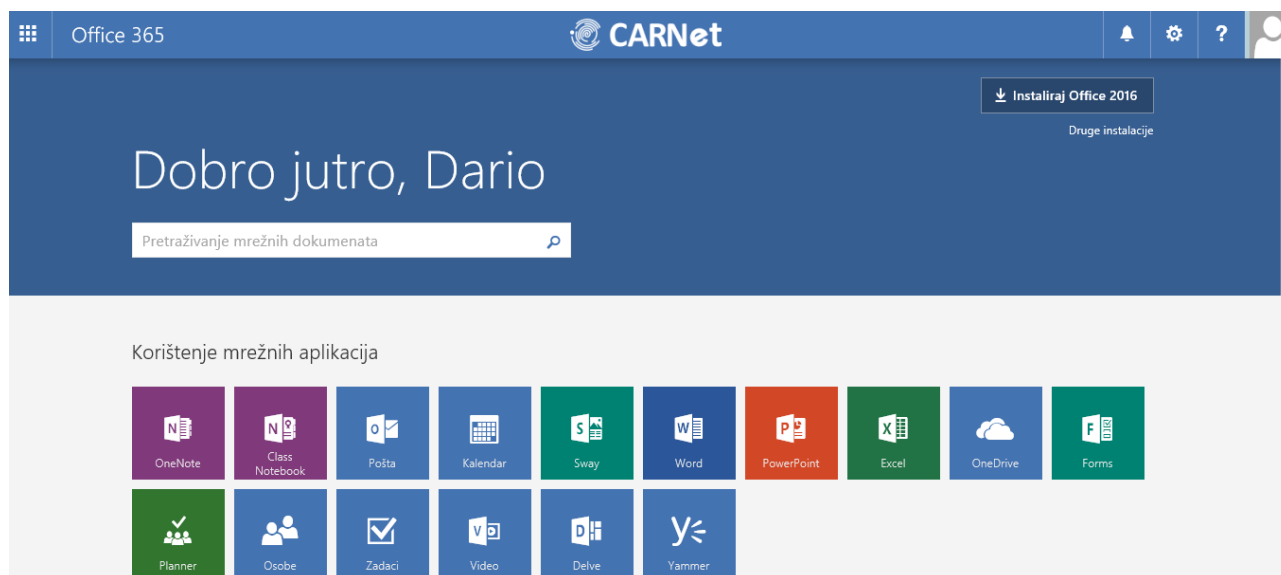 Office 365
CARNet
?
Instaliraj Office 2016
Druge instalacije
Dobro jutro, Dario
Pretraživanje mrežnih dokumenata
Korištenje mrežnih aplikacija
N
OneNote
N
Class
Notebook
O
Pošta
Kalendar
S
Sway
W
Word
P
PowerPoint
X
Excel
OneDrive
F
Forms
Planner
Osobe
Zadaci
V
Video
D
Delve
Y
Yammer